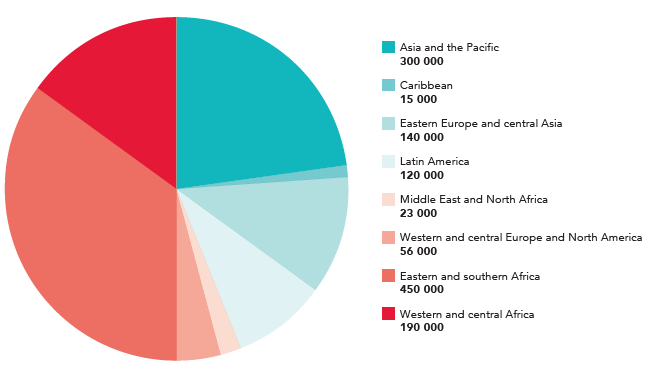 Asia and the Pacific
300 000
Caribbean
15 000
Eastern Europe and central Asia
140 000
Latin America
120 000
Middle East and North Africa
23 000
Western and central Europe and North America
56 000
Eastern and southern Africa
450 000
Western and central Africa
190 000